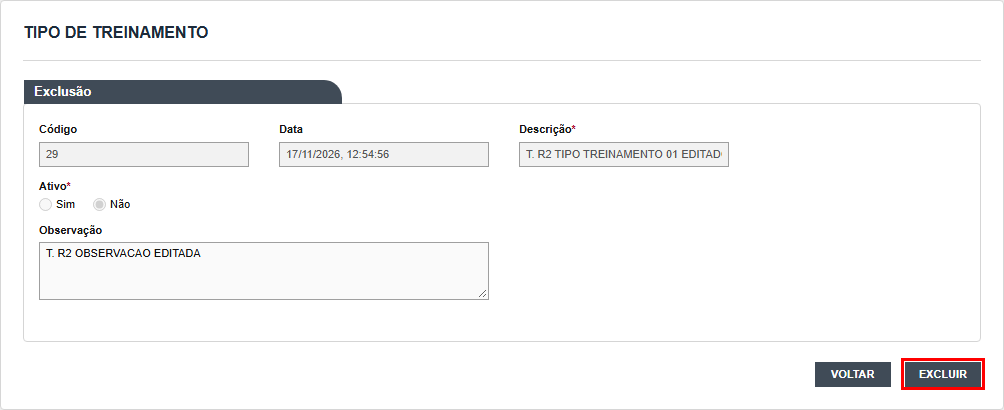 TIPO DE TREINAMENTO
Exclusão
Código
Data
Descrição*
29
17/11/2026, 12:54:56
T. R2 TIPO TREINAMENTO 01 EDITAD
Ativo*
Sim
Não
Observação
T. R2 OBSERVACAO EDITADA
VOLTAR
EXCLUIR